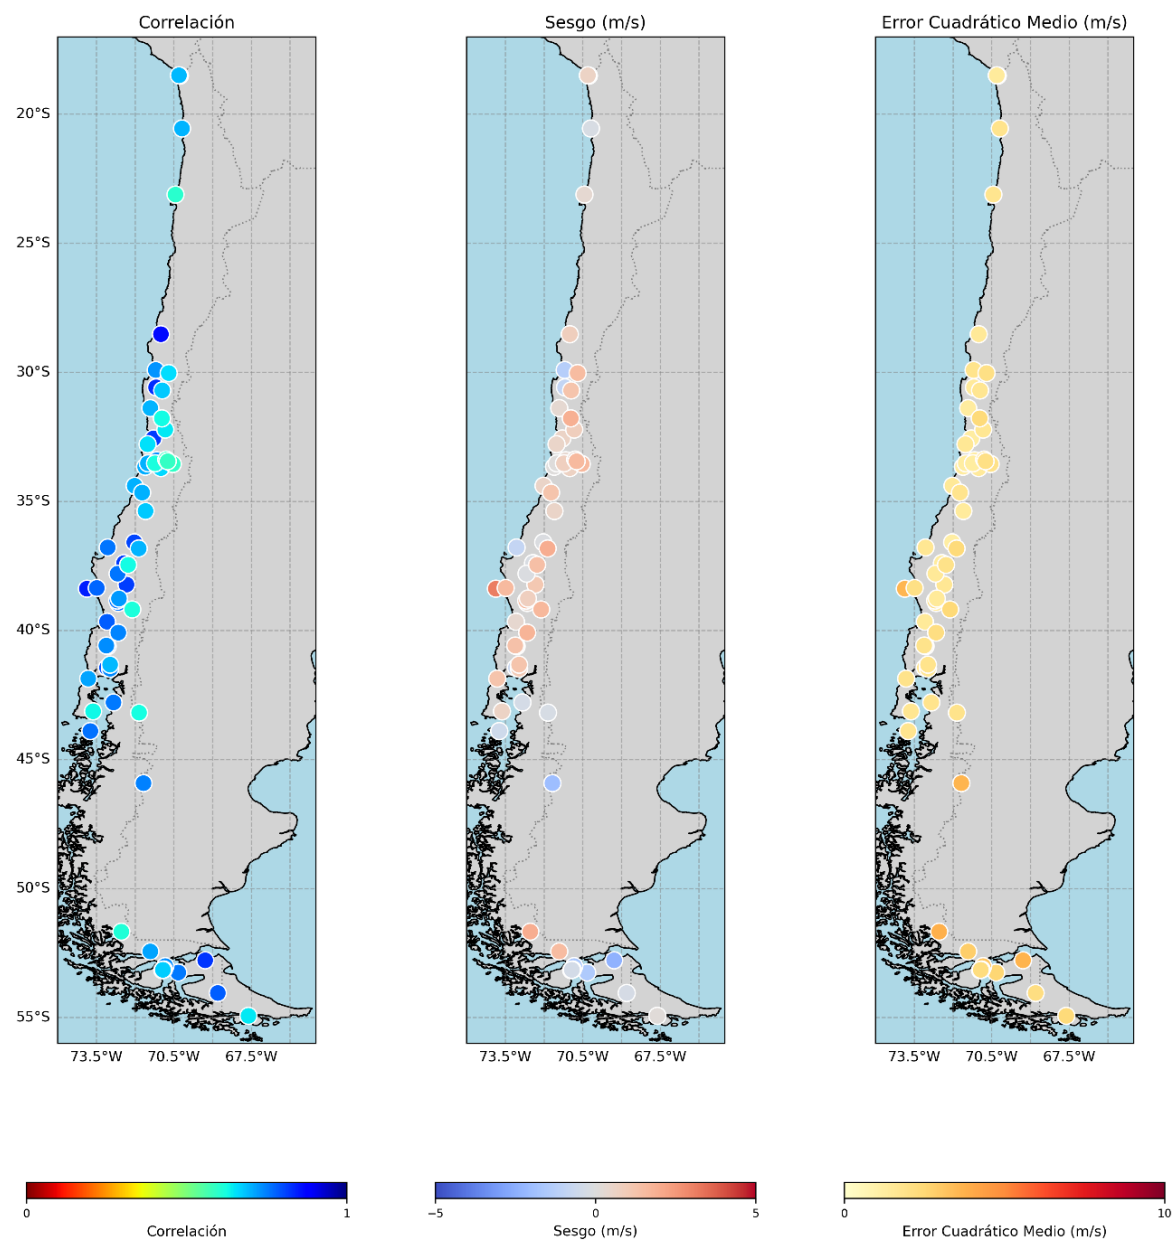 Correlación
Sesgo (m/s)
Error Cuadrático Medio (m/s)
20°S
25°S
30°S
35°S
40°S
45°S
50°S
55°S
73.5°W 70.5°W 67.5°W
73.5°W 70.5°W 67.5°W
73.5°W 70.5°W 67.5°W
0 1
Correlación
−5 0 5
Sesgo (m/s)
0 10
Error Cuadrático Medio (m/s)